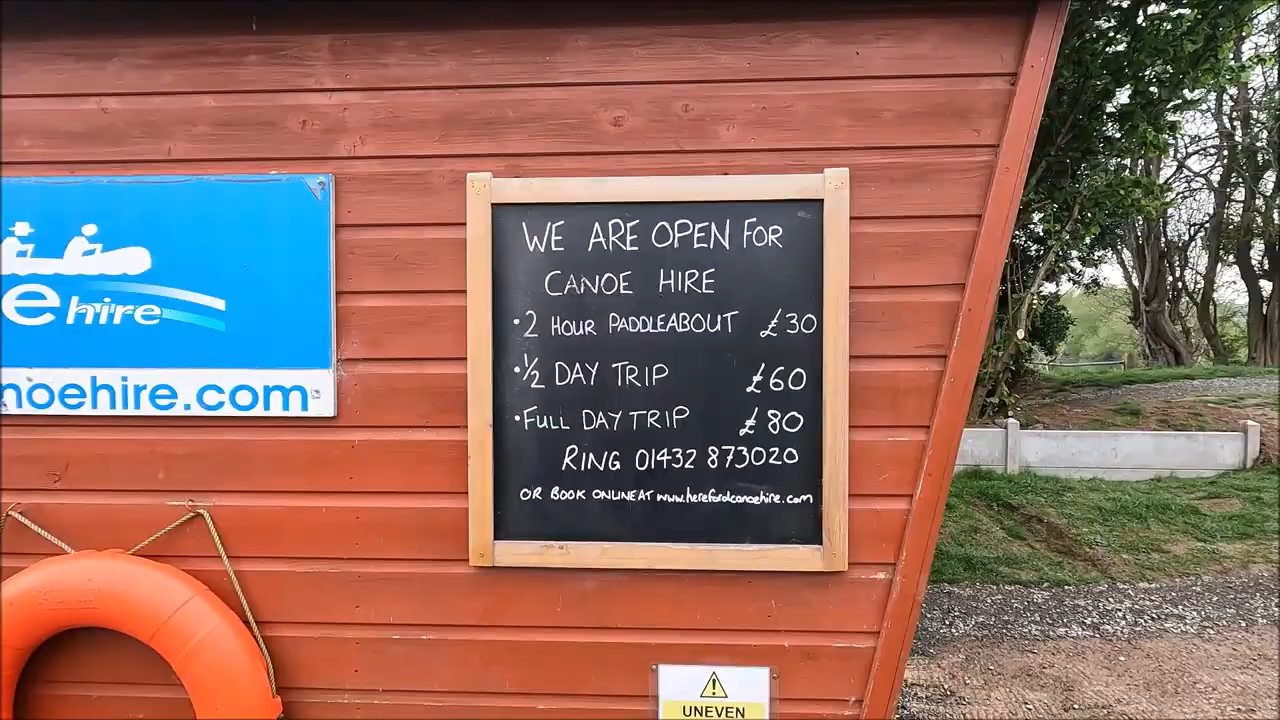 e hire
noehire.com
WE ARE OPEN FOR
CANOE HIRE
•2 HOUR PADDLEABOUT £30
•½ DAY TRIP £60
•FULL DAY TRIP £80
RING 01432 873020
OR BOOK ONLINE AT www.herefordcanoehire.com
UNEVEN